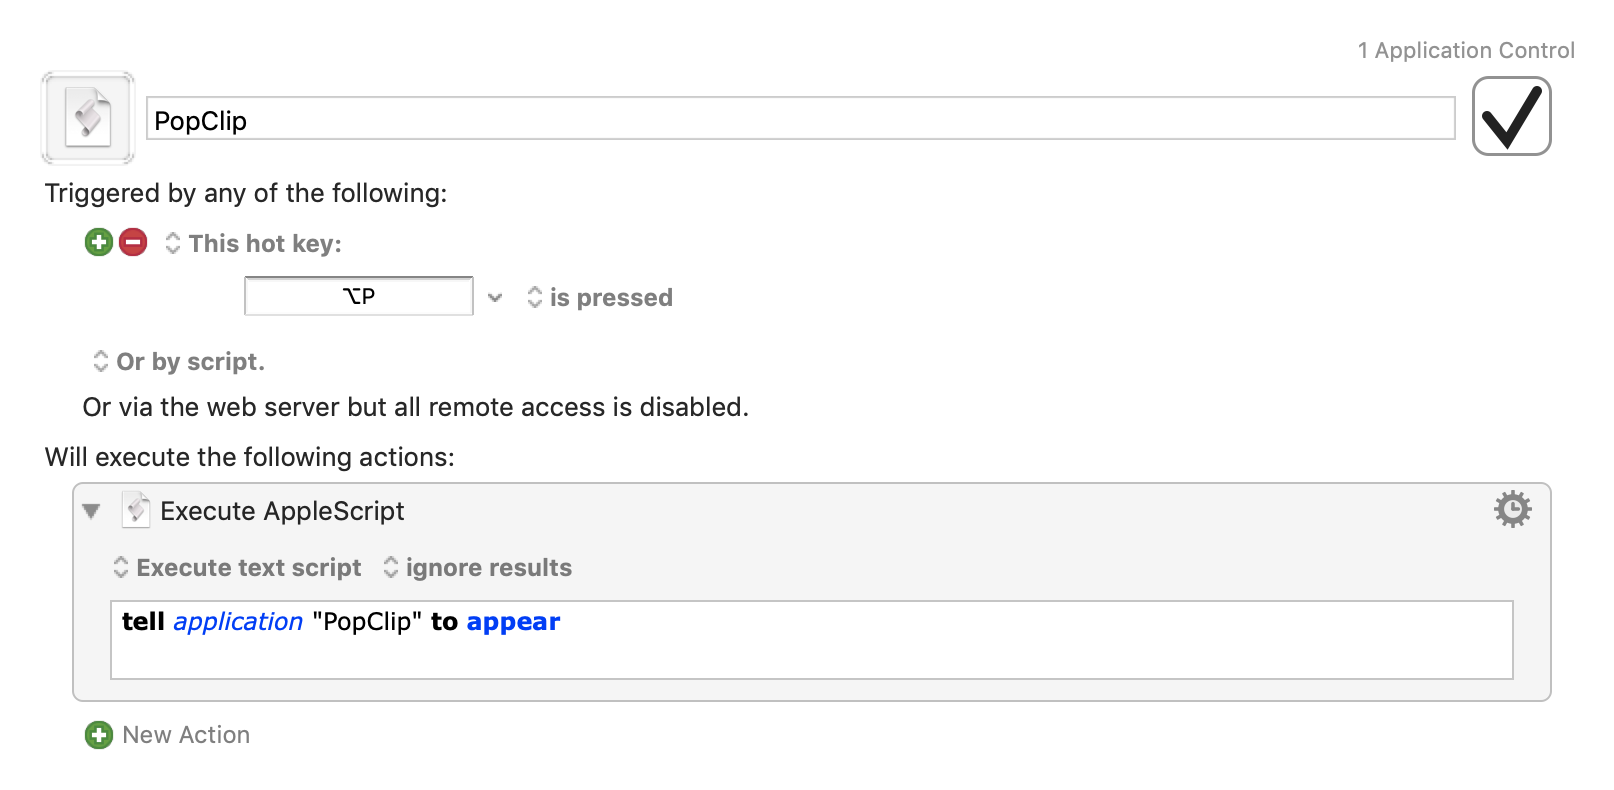 1 Application Control
PopClip
Triggered by any of the following:
This hot key:
⌥P is pressed
Or by script.
Or via the web server but all remote access is disabled.
Will execute the following actions:
Execute AppleScript
Execute text script ignore results
tell application "PopClip" to appear
New Action